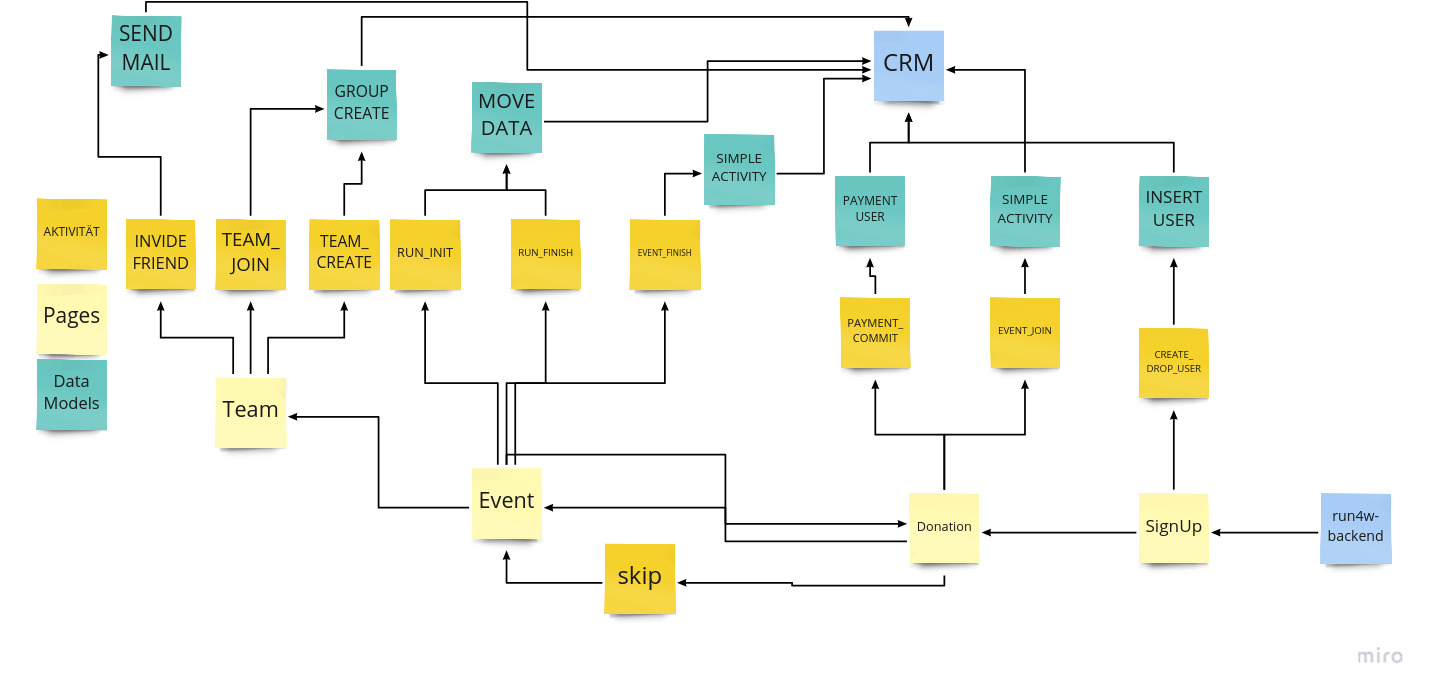 SEND
MAIL
GROUP
CREATE
MOVE
DATA
CRM
SIMPLE
ACTIVITY
PAYMENT
USER
SIMPLE
ACTIVITY
INSERT
USER
AKTIVITÄT
INVIDE
FRIEND
TEAM_
JOIN
TEAM_
CREATE
RUN_INIT
RUN_FINISH
EVENT_FINISH
Pages
PAYMENT_
COMMIT
EVENT_JOIN
CREATE_
DROP_USER
Data
Models
Team
Event
Donation
SignUp
run4w-
backend
skip
miro